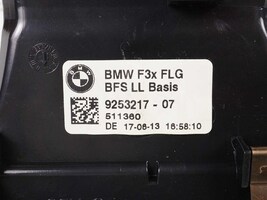 BMW F3x FLG
BFS LL Basis
9253217 - 07
511360
DE 17-06-13 16:58:10